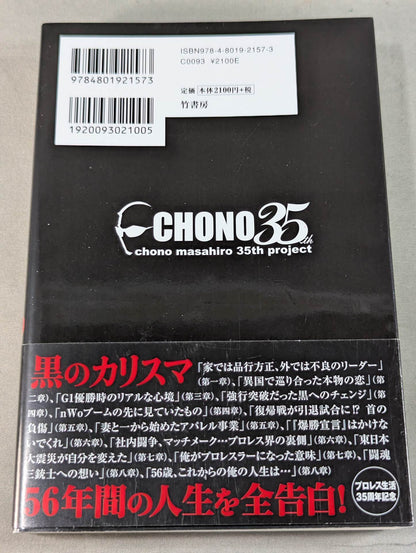 ISBN978-4-8019-2157-3
C0093 ¥2100E
9784801921573
定価 本体2100円+税
竹書房
1920093021005
CHONO35th
chono masahiro 35th project
黒のカリスマ「家では品行方正、外では不良のリーダー」
(第一章)、「異国で巡り合った本物の恋」(第
二章)、「G1優勝時のリアルな心境」(第三章)、「強行突破だった黒へのチェンジ」(第
四章)、「nWoブームの先に見ていたもの」(第四章)、「復帰戦が引退試合に!? 首の
負傷」(第五章)、「妻と一から始めたアパレル事業」(第五章)、「爆勝宣言」はかけな
いでくれ」(第六章)、「社内闘争、マッチメーク…プロレス界の裏側」(第六章)、「東日本
大震災が自分を変えた」(第七章)、「俺がプロレスラーになった意味」(第七章)、「闘魂
三銃士への想い」(第八章)、「56歳、これからの俺の人生は…」(第八章)
56年間の人生を全告白!
プロレス生活
35周年記念